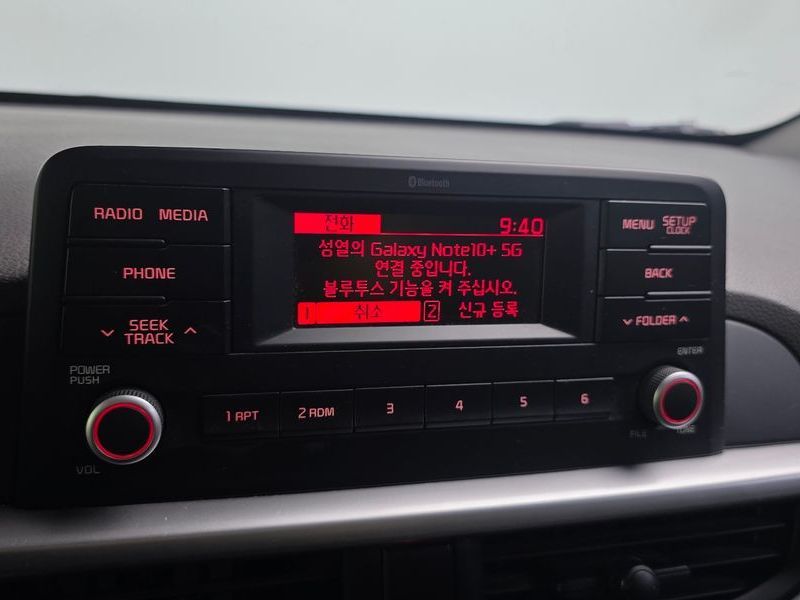 Bluetooth
RADIO MEDIA
PHONE
SEEK
TRACK
POWER
PUSH
VOL
전화 9:40
성열의 Galaxy Note10+ 5G
연결 중입니다.
블루투스 기능을 켜 주십시오.
1 취소 2 신규 등록
MENU SETUP
CLOCK
BACK
FOLDER
ENTER
FILE TUNE
1 RPT 2 RDM 3 4 5 6